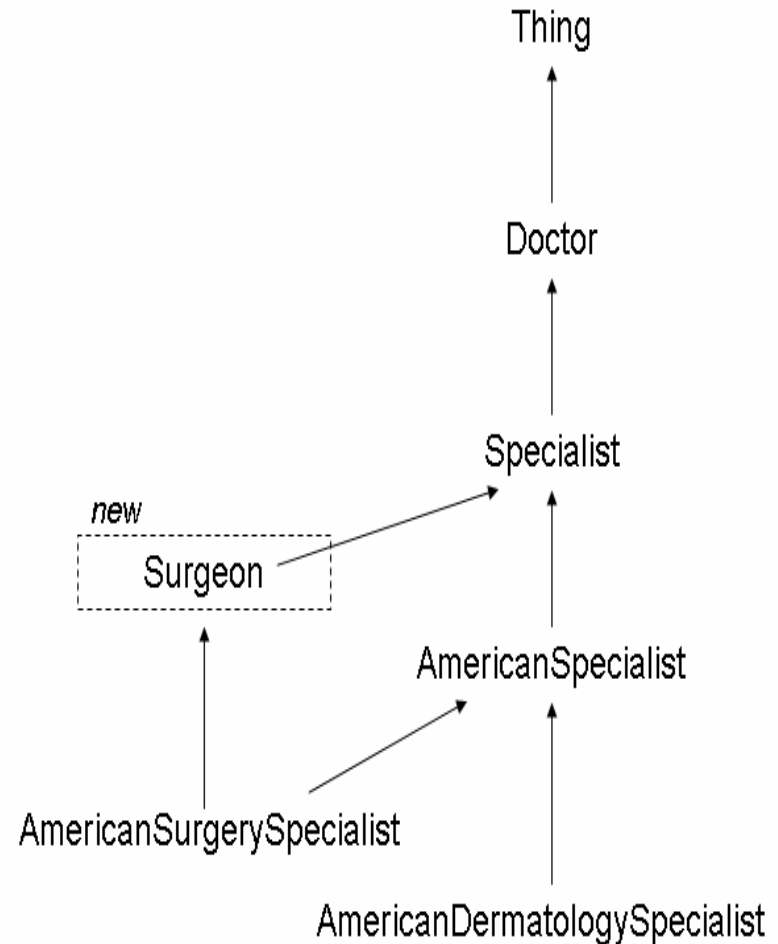 Thing
Doctor
Specialist
new
Surgeon
AmericanSpecialist
AmericanSurgerySpecialist
AmericanDermatologySpecialist